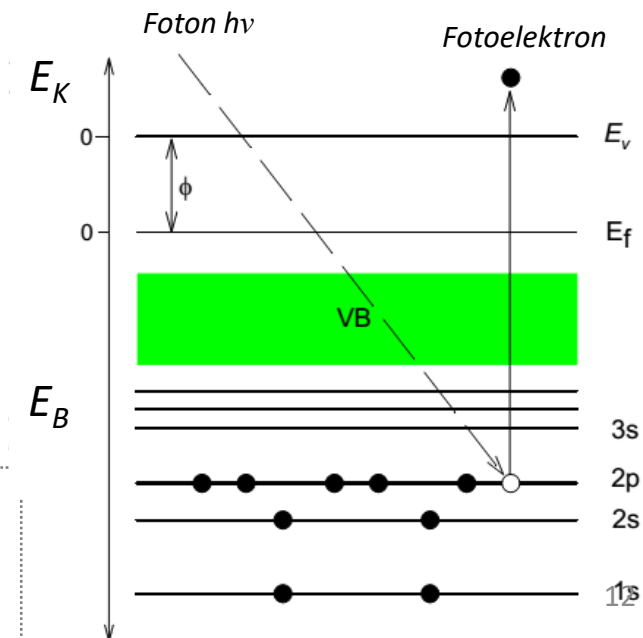 Foton hν
Fotoelektron
E_K
0
E_v
ϕ
0
E_f
VB
E_B
3s
2p
2s
1s
12